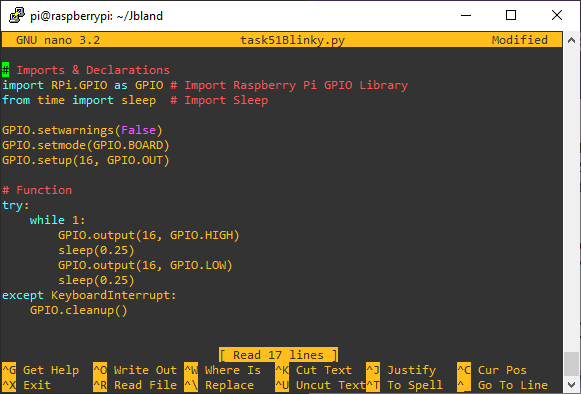 pi@raspberrypi: ~/Jbland
GNU nano 3.2 task51Blinky.py Modified
# Imports & Declarations
import RPi.GPIO as GPIO # Import Raspberry Pi GPIO Library
from time import sleep  # Import Sleep
GPIO.setwarnings(False)
GPIO.setmode(GPIO.BOARD)
GPIO.setup(16, GPIO.OUT)
# Function
try:
    while 1:
        GPIO.output(16, GPIO.HIGH)
        sleep(0.25)
        GPIO.output(16, GPIO.LOW)
        sleep(0.25)
except KeyboardInterrupt:
    GPIO.cleanup()
[ Read 17 lines ]
^G Get Help ^O Write Out ^W Where Is ^K Cut Text ^J Justify ^C Cur Pos
^X Exit ^R Read File ^\ Replace ^U Uncut Text ^T To Spell ^_ Go To Line